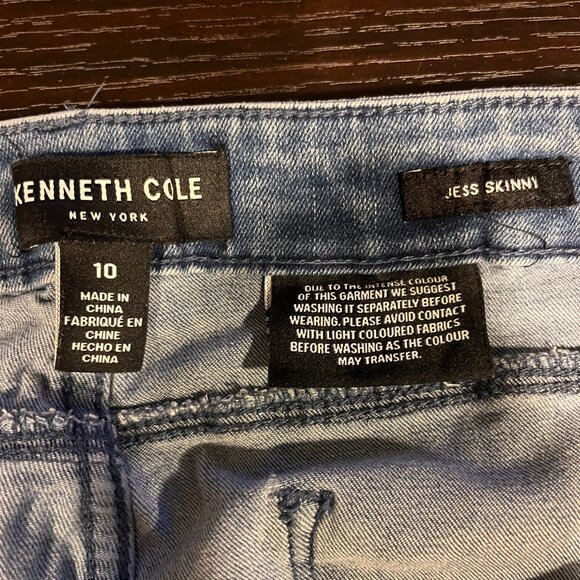 KENNETH COLE
NEW YORK
JESS SKINNY
10
MADE IN
CHINA
FABRIQUÉ EN
CHINE
HECHO EN
CHINA
DUE TO THE INTENSE COLOUR
OF THIS GARMENT WE SUGGEST
WASHING IT SEPARATELY BEFORE
WEARING. PLEASE AVOID CONTACT
WITH LIGHT COLOURED FABRICS
BEFORE WASHING AS THE COLOUR
MAY TRANSFER.